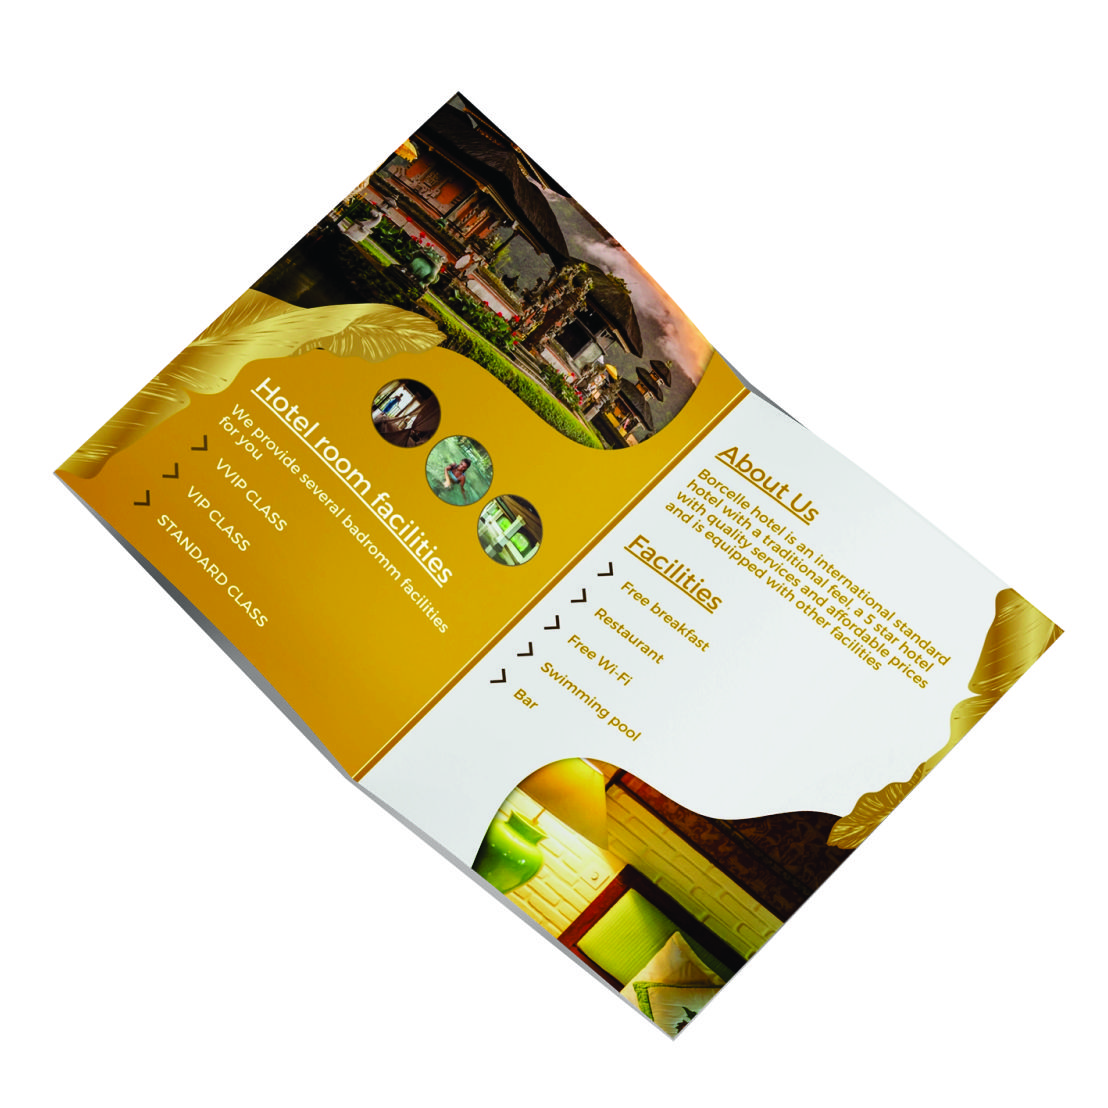 Hotel room facilities
We provide several badromm facilities
for you
VVIP CLASS
VIP CLASS
STANDARD CLASS
About Us
Borcelle hotel is an international standard
hotel with a traditional feel, a 5 star hotel
with quality services and affordable prices
and is equipped with other facilities
Facilities
Free breakfast
Restaurant
Free Wi-Fi
Swimming pool
Bar